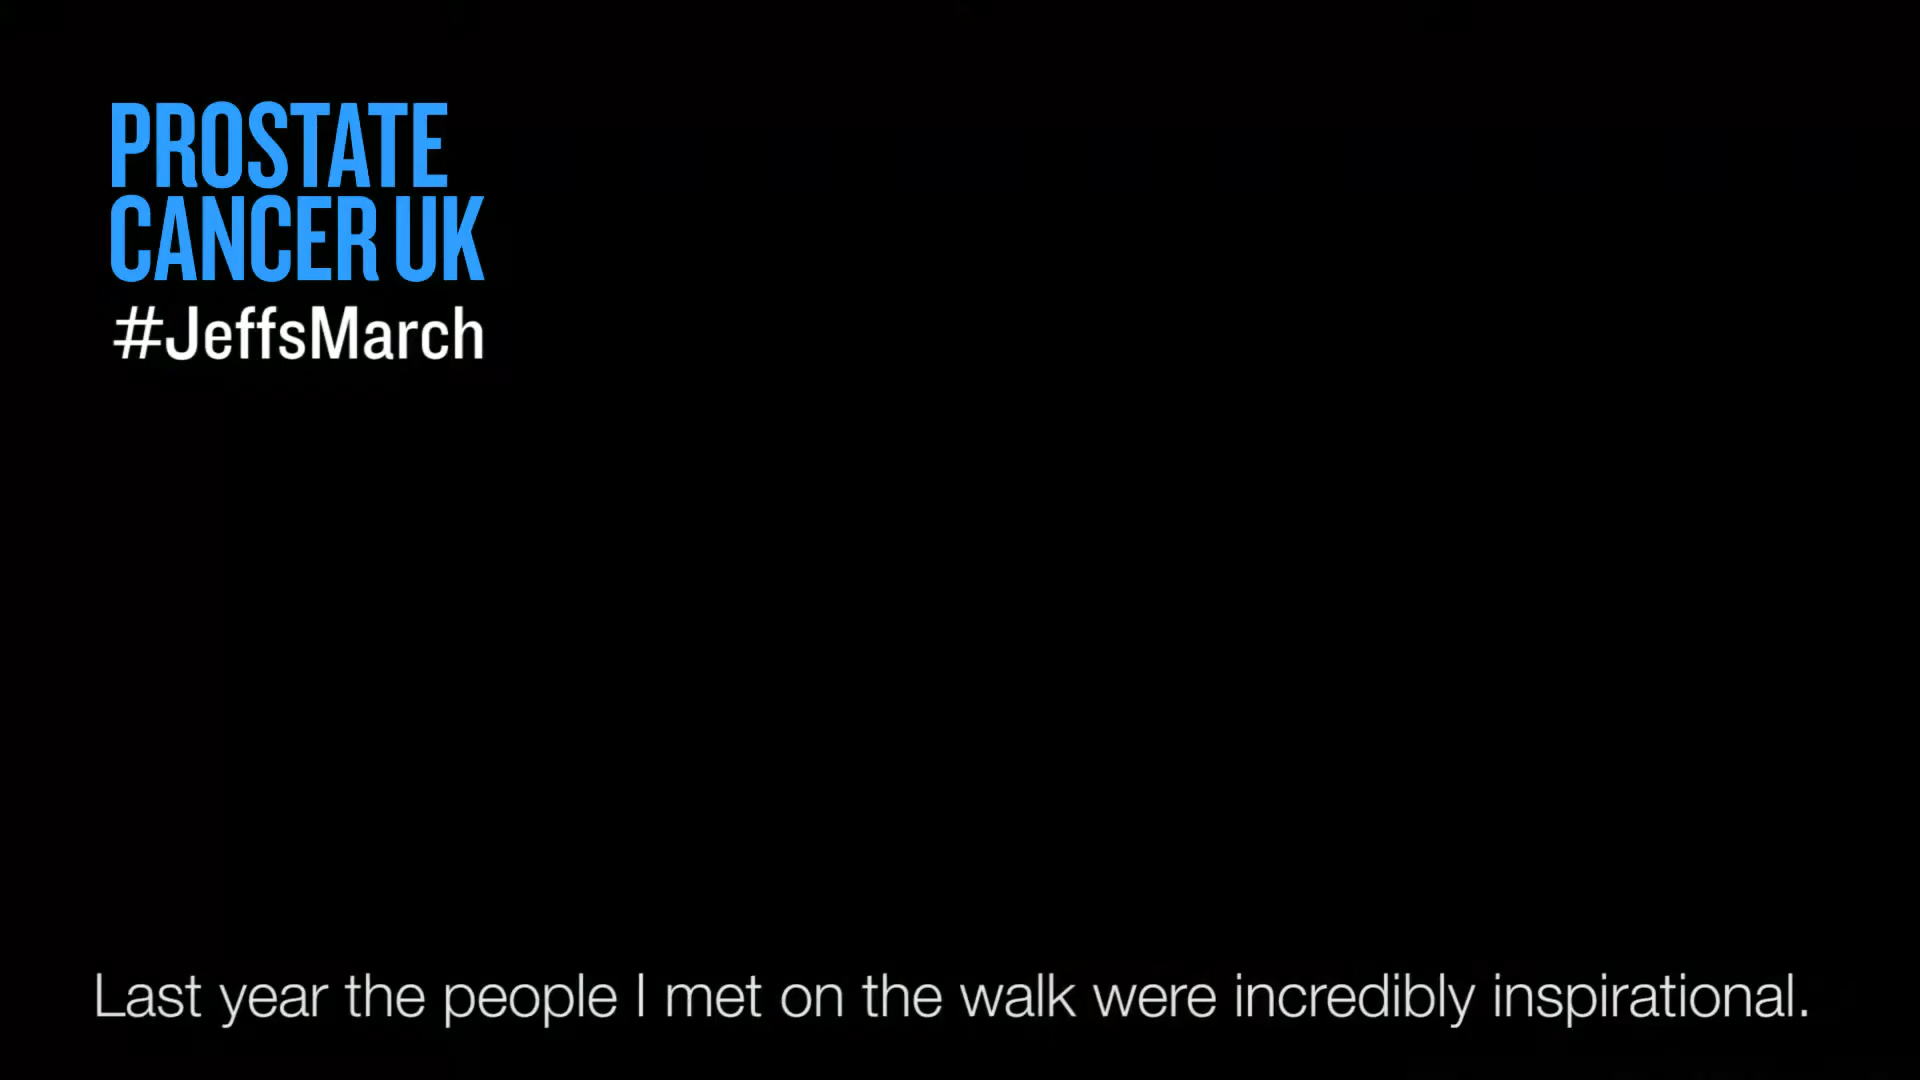 PROSTATE
CANCER UK
#JeffsMarch
Last year the people I met on the walk were incredibly inspirational.